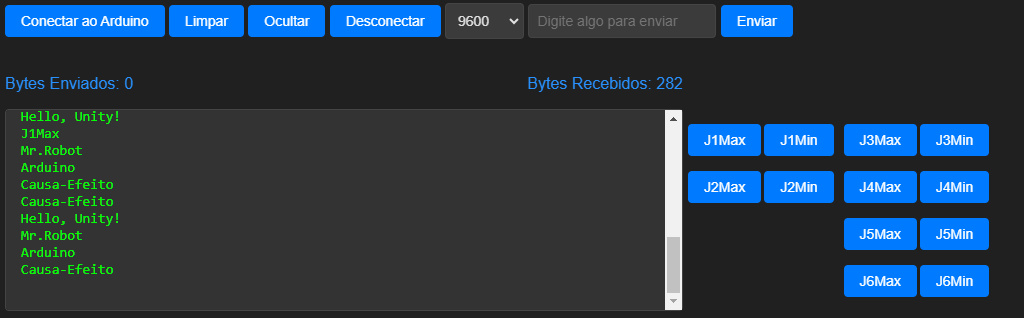 Conectar ao Arduino Limpar Ocultar Desconectar 9600 Digite algo para enviar Enviar
Bytes Enviados: 0 Bytes Recebidos: 282
Hello, Unity!
J1Max
Mr.Robot
Arduino
Causa-Efeito
Causa-Efeito
Hello, Unity!
Mr.Robot
Arduino
Causa-Efeito
J1Max J1Min J3Max J3Min
J2Max J2Min J4Max J4Min
J5Max J5Min
J6Max J6Min